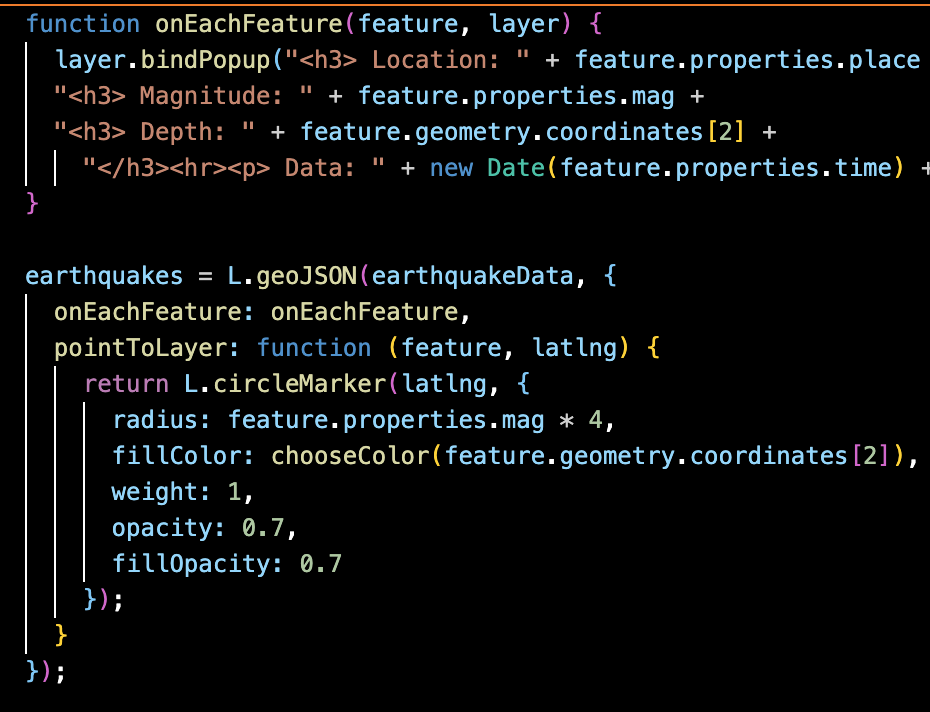 function onEachFeature(feature, layer) {
  layer.bindPopup("<h3> Location: " + feature.properties.place
  "<h3> Magnitude: " + feature.properties.mag +
  "<h3> Depth: " + feature.geometry.coordinates[2] +
    "</h3><hr><p> Data: " + new Date(feature.properties.time) +
}

earthquakes = L.geoJSON(earthquakeData, {
  onEachFeature: onEachFeature,
  pointToLayer: function (feature, latlng) {
    return L.circleMarker(latlng, {
      radius: feature.properties.mag * 4,
      fillColor: chooseColor(feature.geometry.coordinates[2]),
      weight: 1,
      opacity: 0.7,
      fillOpacity: 0.7
    });
  }
});